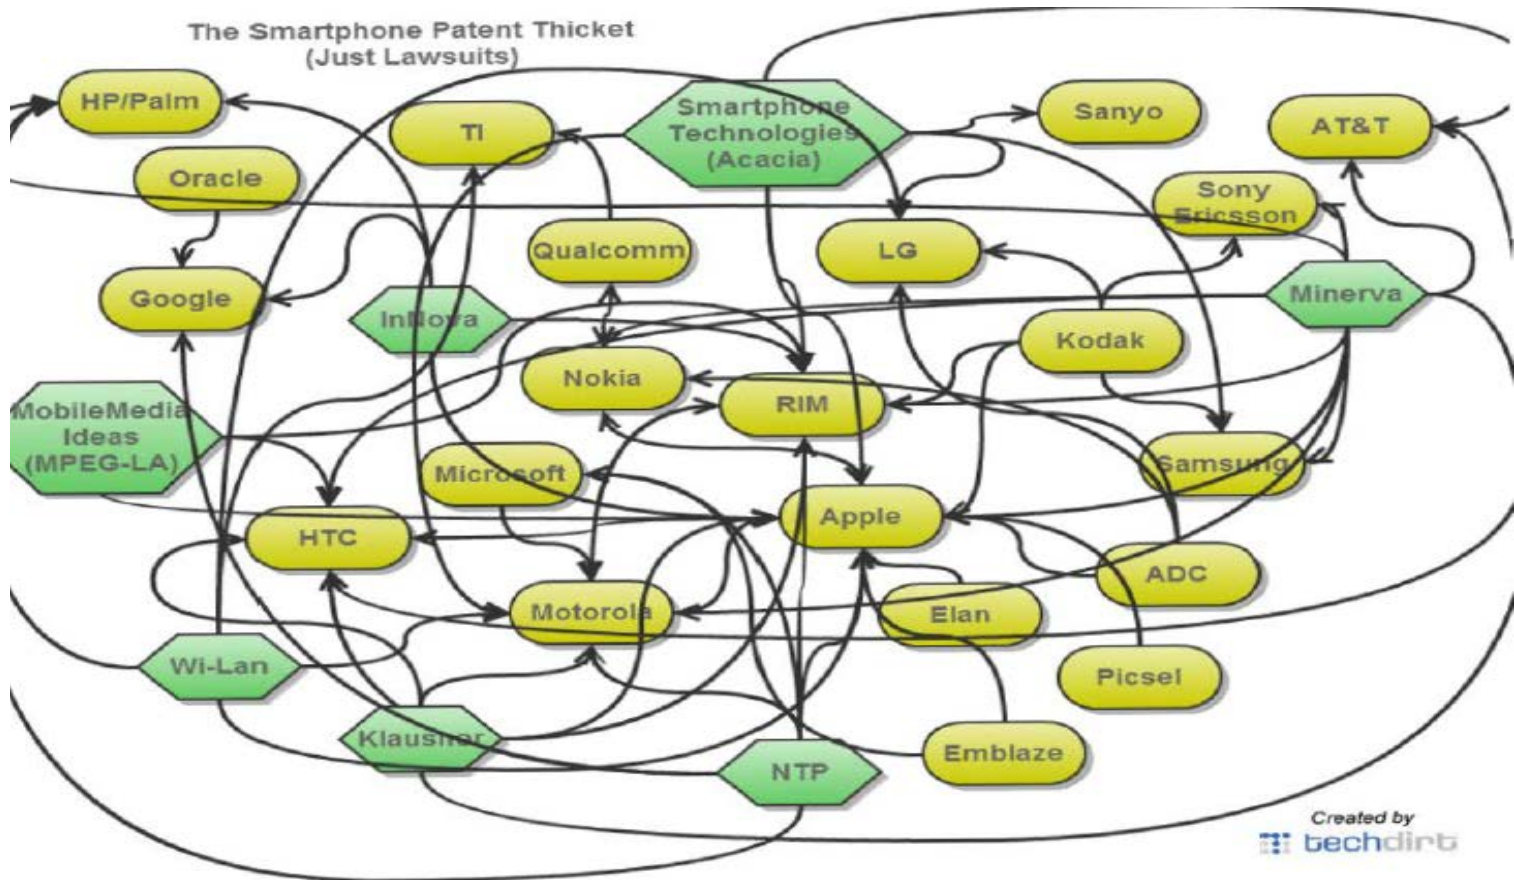 The Smartphone Patent Thicket
(Just Lawsuits)
HP/Palm
TI
Smartphone
Technologies
(Acacia)
Sanyo
AT&T
Oracle
Sony
Ericsson
Qualcomm
LG
Google
InNova
Minerva
Kodak
Nokia
RIM
MobileMedia
Ideas
(MPEG-LA)
Microsoft
Samsung
HTC
Apple
ADC
Motorola
Elan
Wi-Lan
Picsel
Klausner
NTP
Emblaze
Created by
techdirt